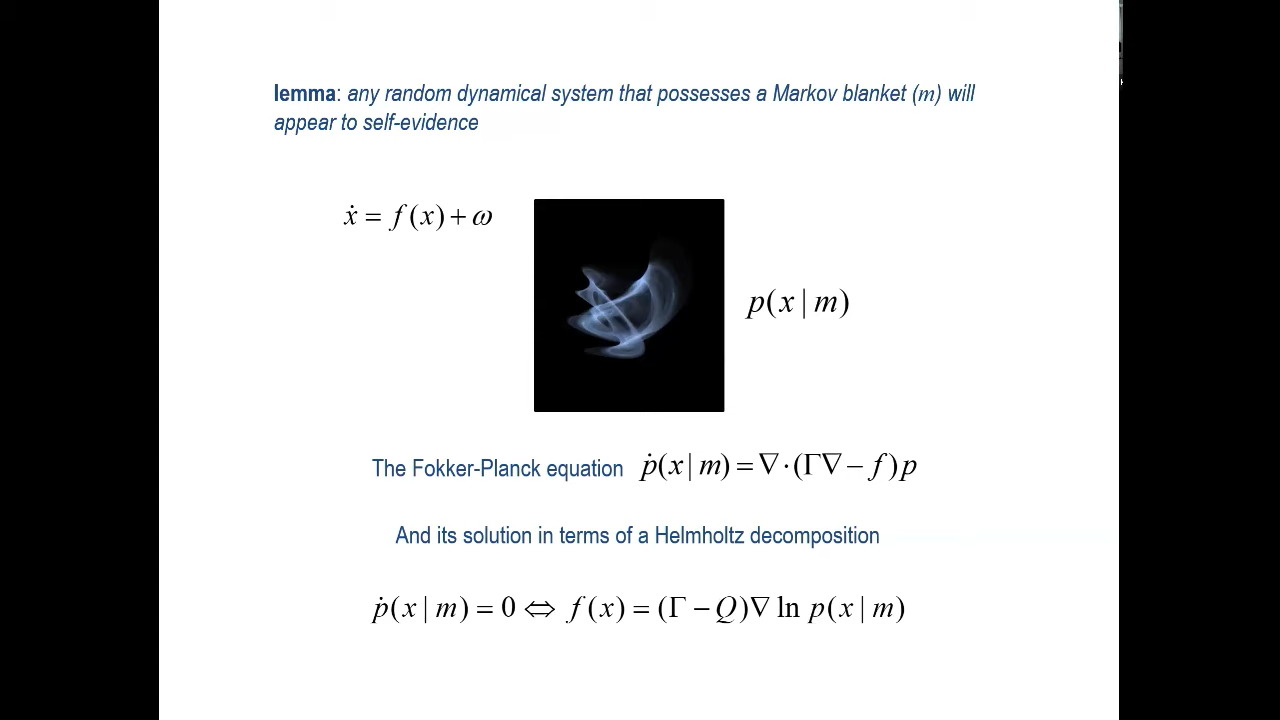 lemma: any random dynamical system that possesses a Markov blanket (m) will
appear to self-evidence
ẋ = f(x) + ω
p(x | m)
The Fokker-Planck equation ṗ(x | m) = ∇ · (Γ∇ − f)p
And its solution in terms of a Helmholtz decomposition
ṗ(x | m) = 0 ⇔ f(x) = (Γ − Q)∇ ln p(x | m)